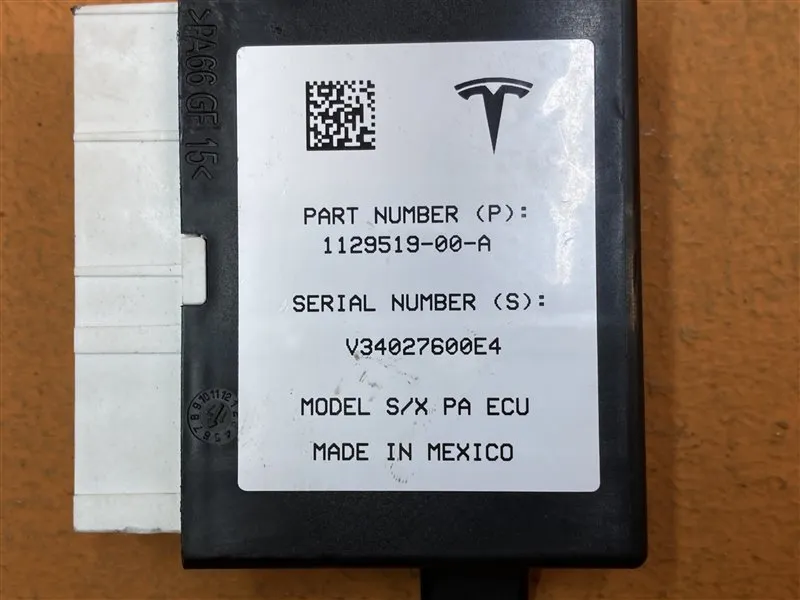 >PA66 GF 15<
PART NUMBER (P):
1129519-00-A
SERIAL NUMBER (S):
V34027600E4
MODEL S/X PA ECU
MADE IN MEXICO